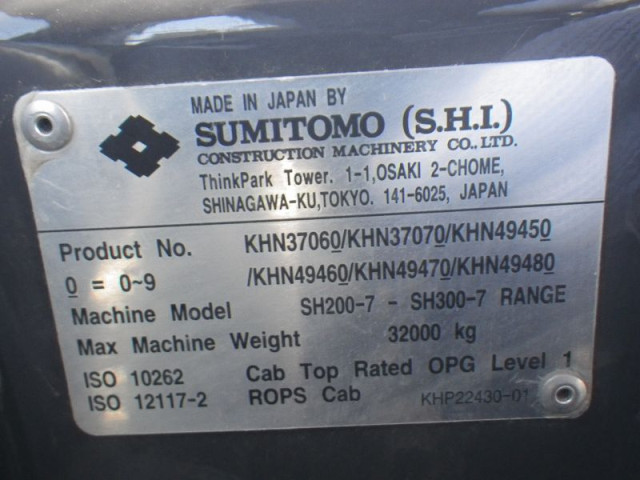 MADE IN JAPAN BY
SUMITOMO (S.H.I.)
CONSTRUCTION MACHINERY CO., LTD.
ThinkPark Tower. 1-1,OSAKI 2-CHOME,
SHINAGAWA-KU,TOKYO. 141-6025, JAPAN
Product No. KHN37060/KHN37070/KHN49450
0 = 0~9 /KHN49460/KHN49470/KHN49480
Machine Model SH200-7 - SH300-7 RANGE
Max Machine Weight 32000 kg
ISO 10262 Cab Top Rated OPG Level 1
ISO 12117-2 ROPS Cab KHP22430-01